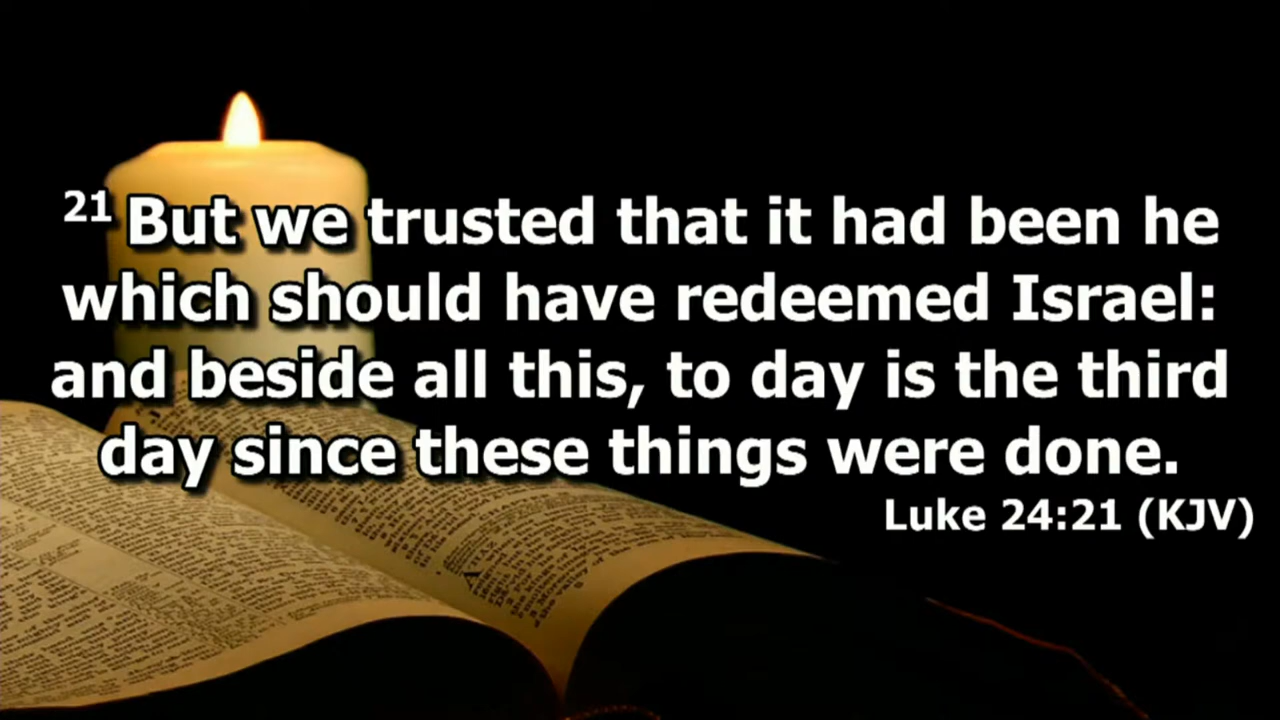 21 But we trusted that it had been he
which should have redeemed Israel:
and beside all this, to day is the third
day since these things were done.
Luke 24:21 (KJV)